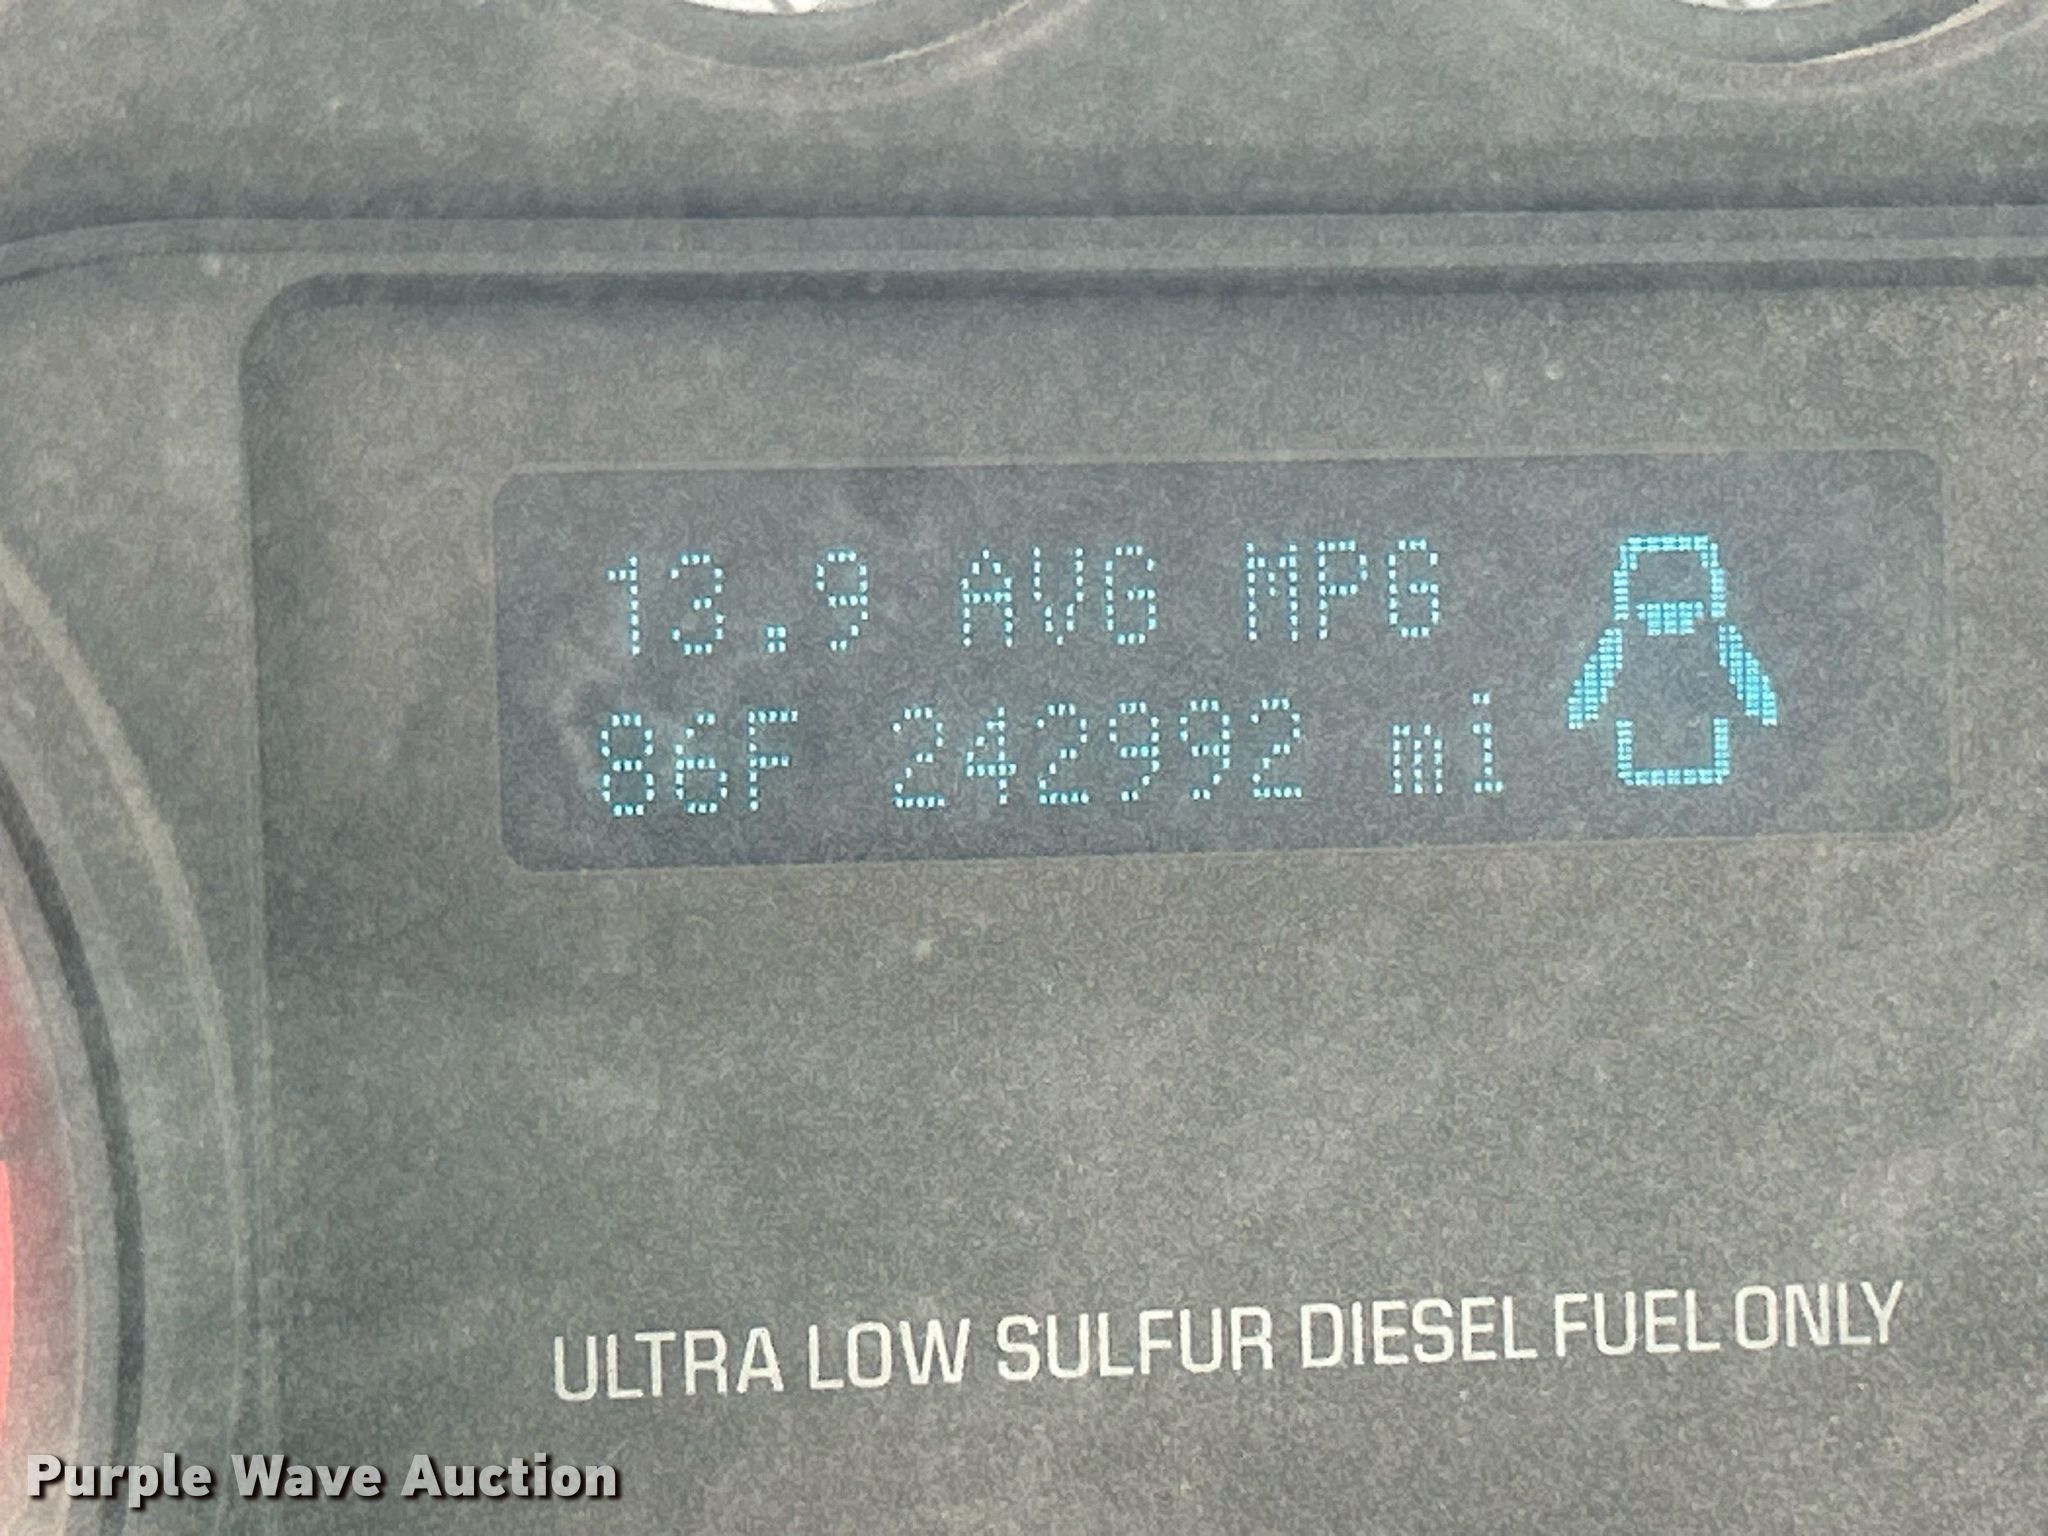 13.9 AVG MPG
86F 242992 mi
ULTRA LOW SULFUR DIESEL FUEL ONLY
Purple Wave Auction